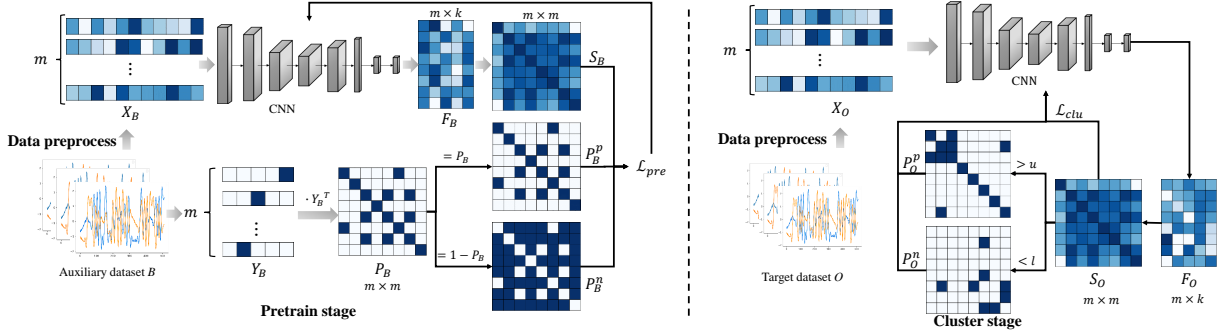 m
⋮
X_B
CNN
m × k
F_B
m × m
S_B
Data preprocess
Auxiliary dataset B
m
⋮
Y_B
· Y_B^T
P_B
m × m
= P_B
P_B^p
= 1 − P_B
P_B^n
ℒ_pre
Pretrain stage
m
⋮
X_O
CNN
Data preprocess
Target dataset O
ℒ_clu
P_O^p
> u
P_O^n
< l
S_O
m × m
F_O
m × k
Cluster stage